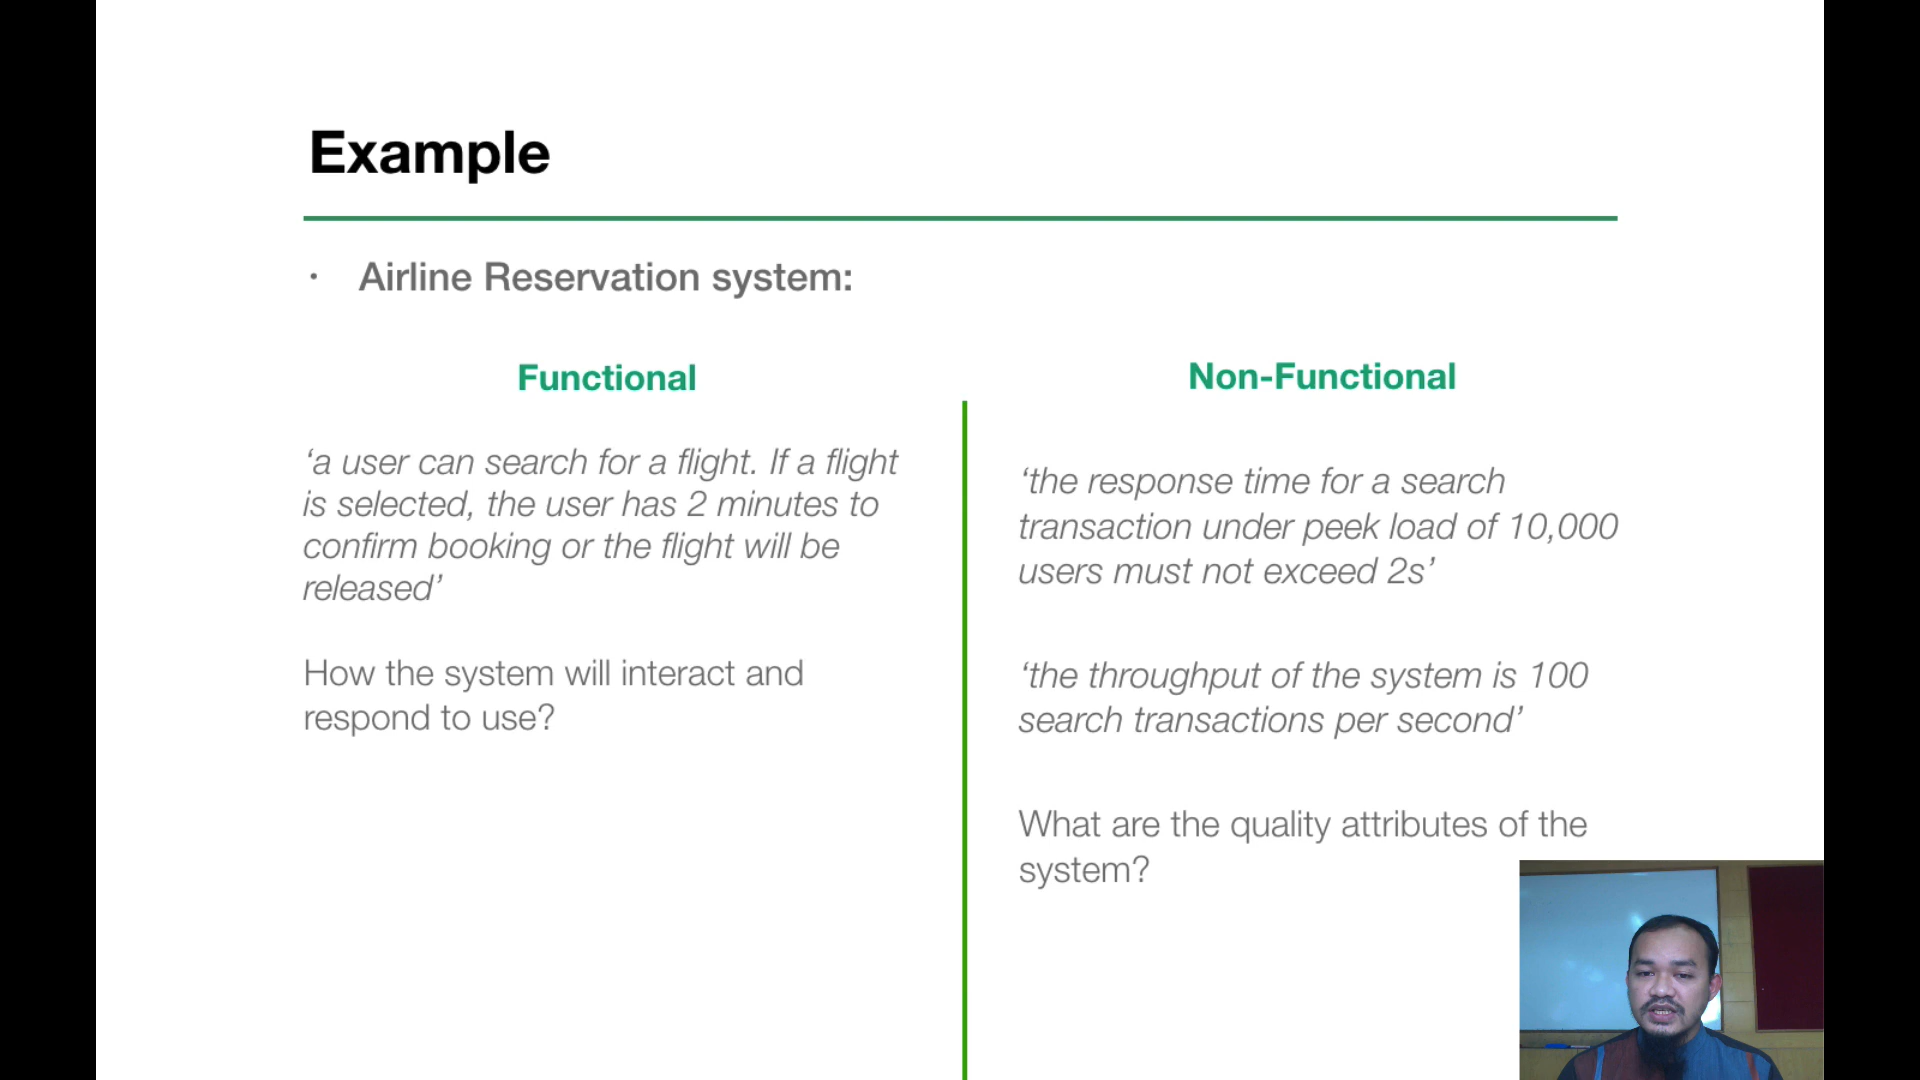 Example
· Airline Reservation system:
Functional
‘a user can search for a flight. If a flight
is selected, the user has 2 minutes to
confirm booking or the flight will be
released’
How the system will interact and
respond to use?
Non-Functional
‘the response time for a search
transaction under peek load of 10,000
users must not exceed 2s’
‘the throughput of the system is 100
search transactions per second’
What are the quality attributes of the
system?